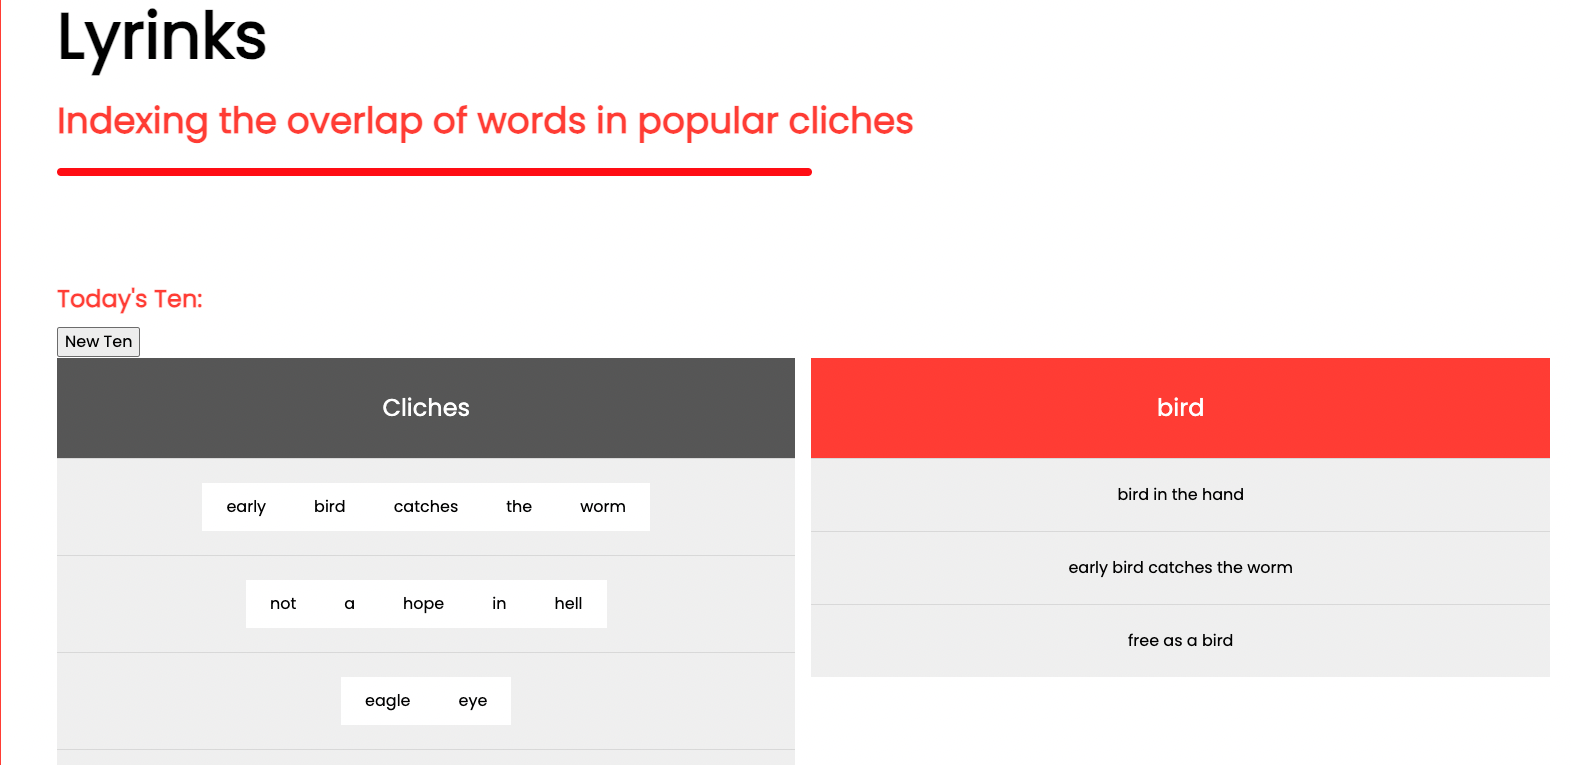 Lyrinks
Indexing the overlap of words in popular cliches
Today's Ten:
New Ten
Cliches
early bird catches the worm
not a hope in hell
eagle eye
bird
bird in the hand
early bird catches the worm
free as a bird